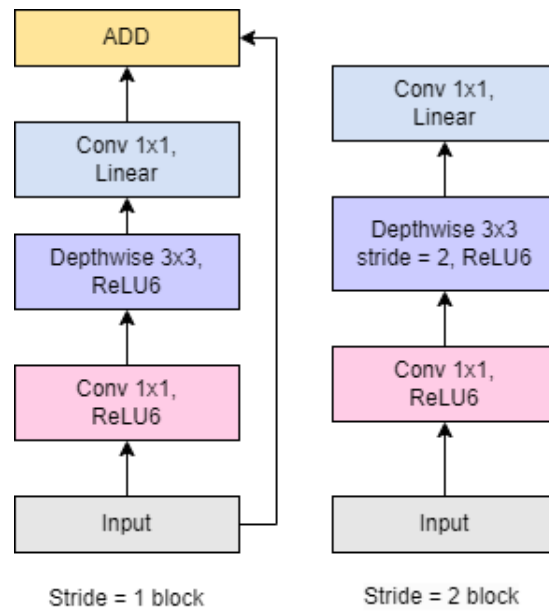 ADD
Conv 1x1,
Linear
Depthwise 3x3,
ReLU6
Conv 1x1,
ReLU6
Input
Stride = 1 block
Conv 1x1,
Linear
Depthwise 3x3
stride = 2, ReLU6
Conv 1x1,
ReLU6
Input
Stride = 2 block